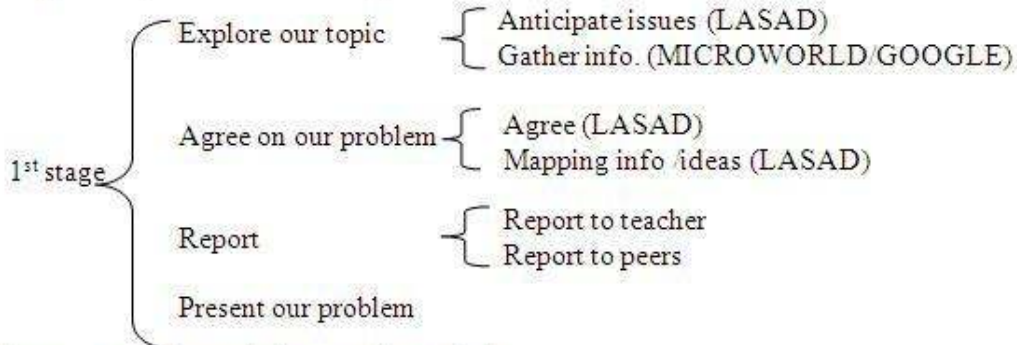 Explore our topic
Anticipate issues (LASAD)
Gather info. (MICROWORLD/GOOGLE)
Agree on our problem
Agree (LASAD)
Mapping info /ideas (LASAD)
1st stage
Report
Report to teacher
Report to peers
Present our problem